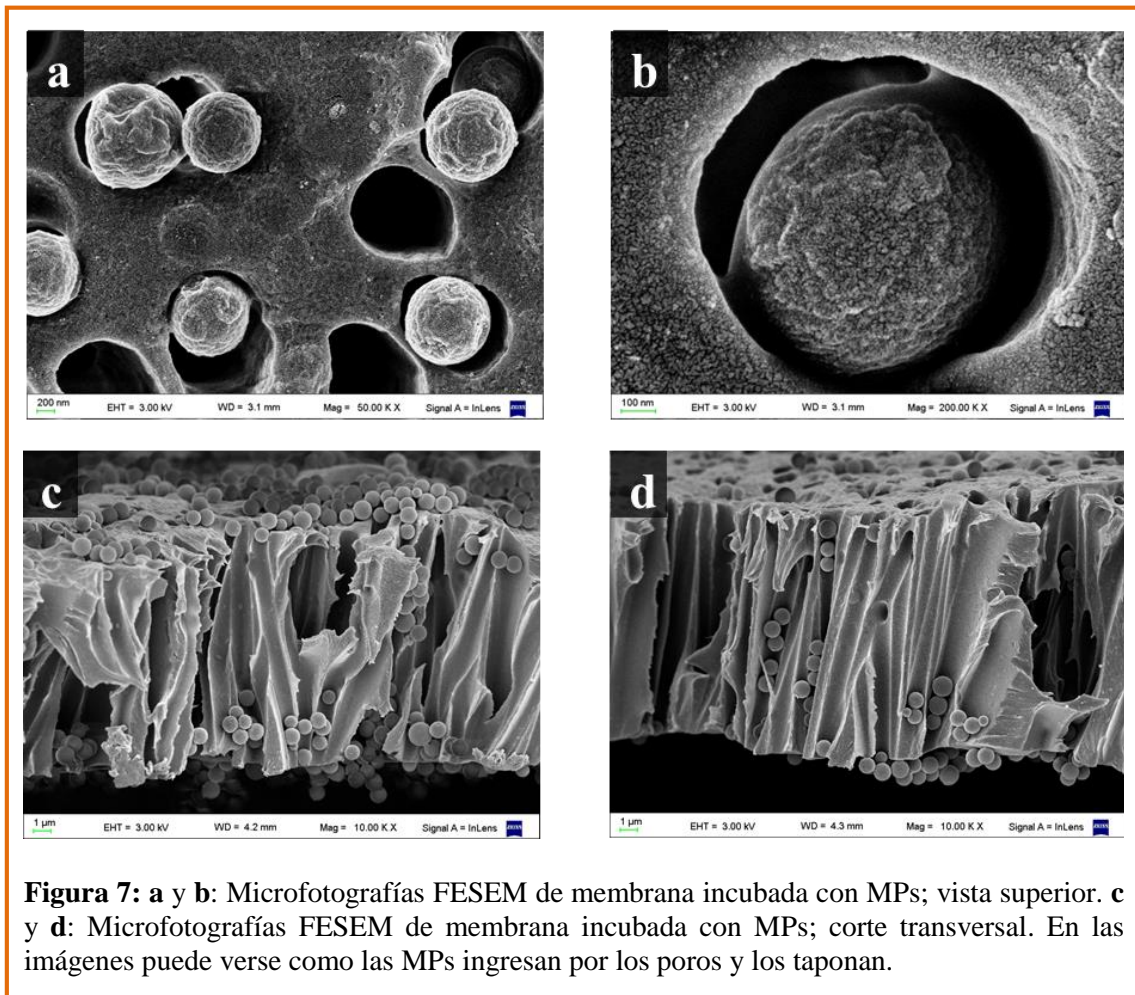 a
200 nm EHT = 3.00 kV WD = 3.1 mm Mag = 50.00 K X Signal A = InLens ZEISS
b
100 nm EHT = 3.00 kV WD = 3.1 mm Mag = 200.00 K X Signal A = InLens ZEISS
c
1 µm EHT = 3.00 kV WD = 4.2 mm Mag = 10.00 K X Signal A = InLens ZEISS
d
1 µm EHT = 3.00 kV WD = 4.3 mm Mag = 10.00 K X Signal A = InLens ZEISS
Figura 7: a y b: Microfotografías FESEM de membrana incubada con MPs; vista superior. c
y d: Microfotografías FESEM de membrana incubada con MPs; corte transversal. En las
imágenes puede verse como las MPs ingresan por los poros y los taponan.